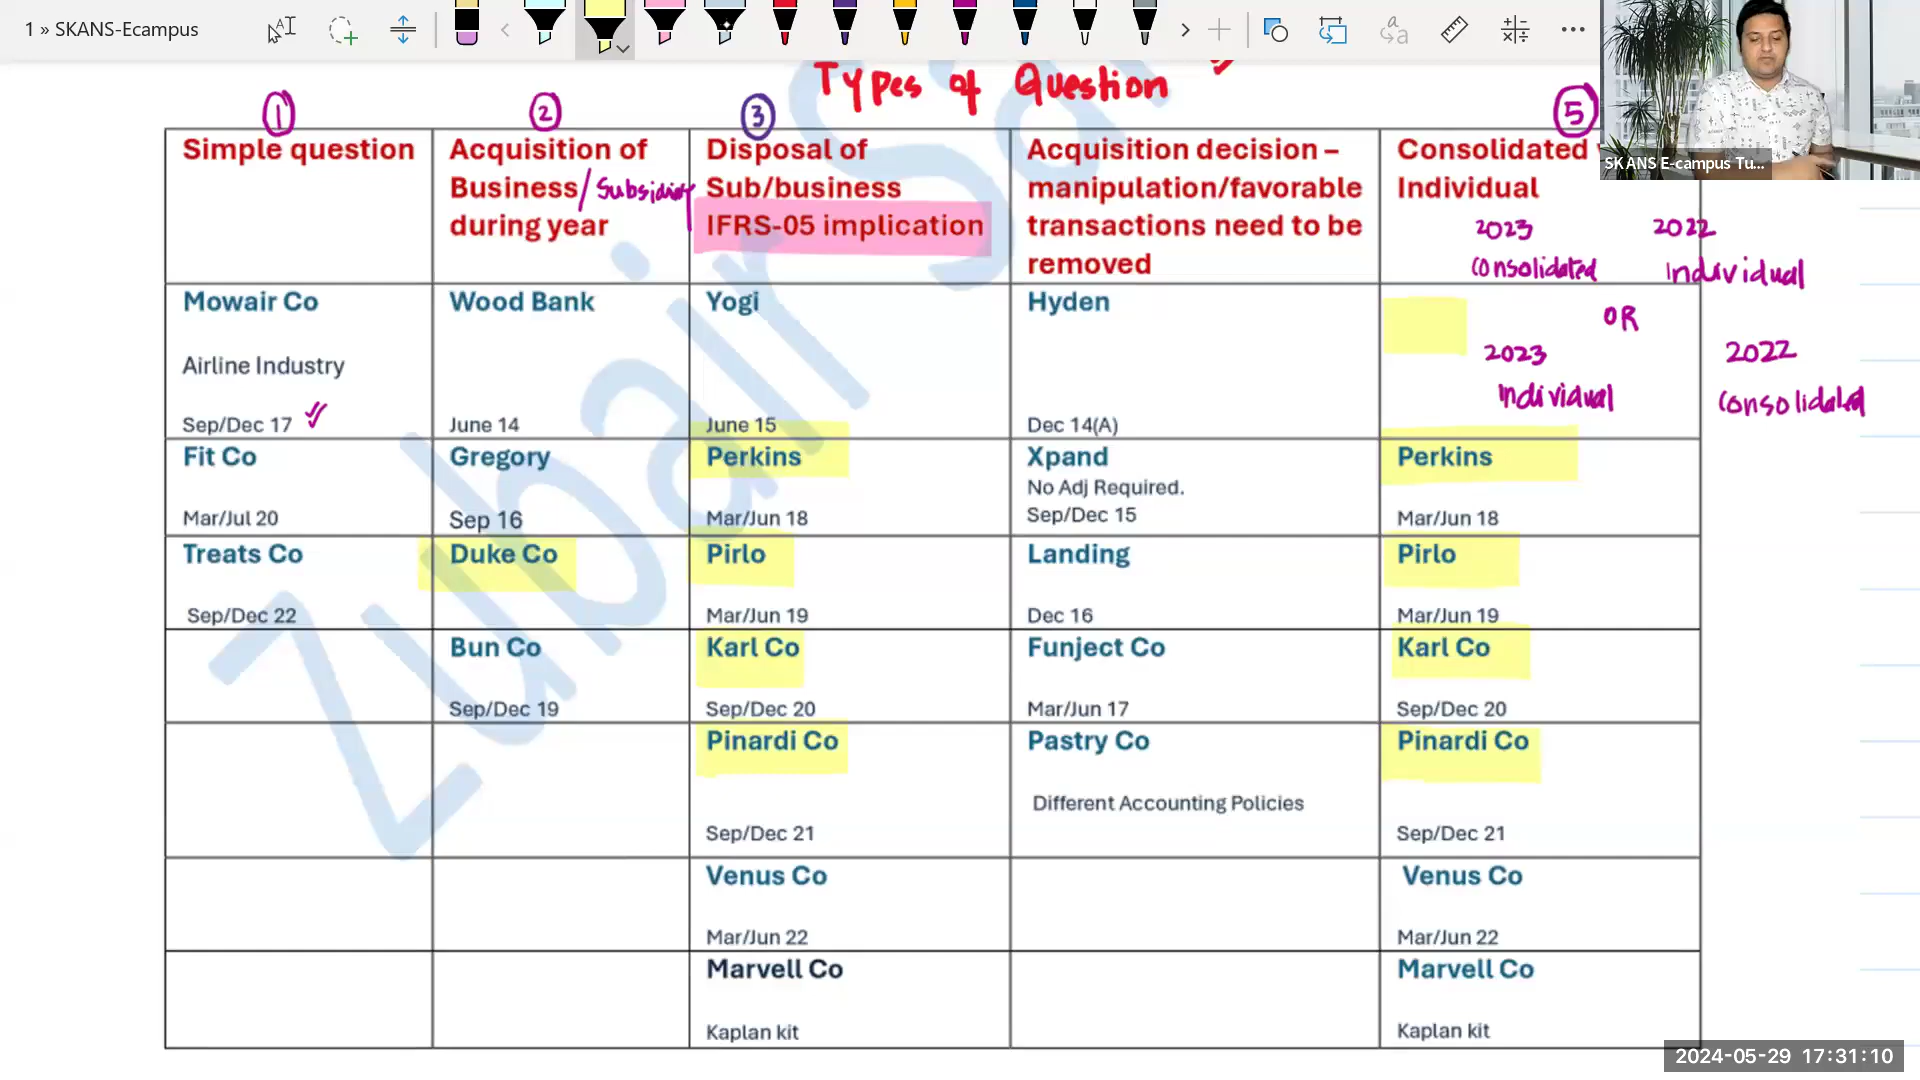 1 » SKANS-Ecampus
Types of Question
1
2
3
5
Simple question
Acquisition of
Business/ Subsidiary
during year
Disposal of
Sub/business
IFRS-05 implication
Acquisition decision –
manipulation/favorable
transactions need to be
removed
Consolidated
Individual
2023 2022
Consolidated Individual
OR
2023 2022
Individual Consolidated
Mowair Co
Airline Industry
Sep/Dec 17
Wood Bank
June 14
Yogi
June 15
Hyden
Dec 14(A)
Fit Co
Mar/Jul 20
Gregory
Sep 16
Perkins
Mar/Jun 18
Xpand
No Adj Required.
Sep/Dec 15
Perkins
Mar/Jun 18
Treats Co
Sep/Dec 22
Duke Co
Pirlo
Mar/Jun 19
Landing
Dec 16
Pirlo
Mar/Jun 19
Bun Co
Sep/Dec 19
Karl Co
Sep/Dec 20
Funject Co
Mar/Jun 17
Karl Co
Sep/Dec 20
Pinardi Co
Sep/Dec 21
Pastry Co
Different Accounting Policies
Pinardi Co
Sep/Dec 21
Venus Co
Mar/Jun 22
Venus Co
Mar/Jun 22
Marvell Co
Kaplan kit
Marvell Co
Kaplan kit
SKANS E-campus Tu...
2024-05-29 17:31:10